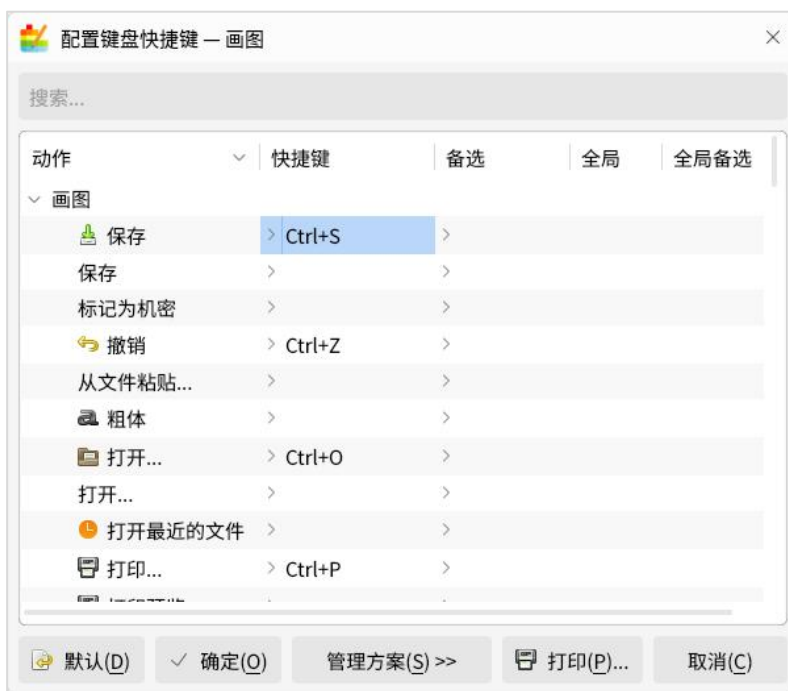 配置键盘快捷键 — 画图
搜索...
动作 快捷键 备选 全局 全局备选
画图
保存 Ctrl+S
保存
标记为机密
撤销 Ctrl+Z
从文件粘贴...
粗体
打开... Ctrl+O
打开...
打开最近的文件
打印... Ctrl+P
默认(D) 确定(O) 管理方案(S) >> 打印(P)... 取消(C)